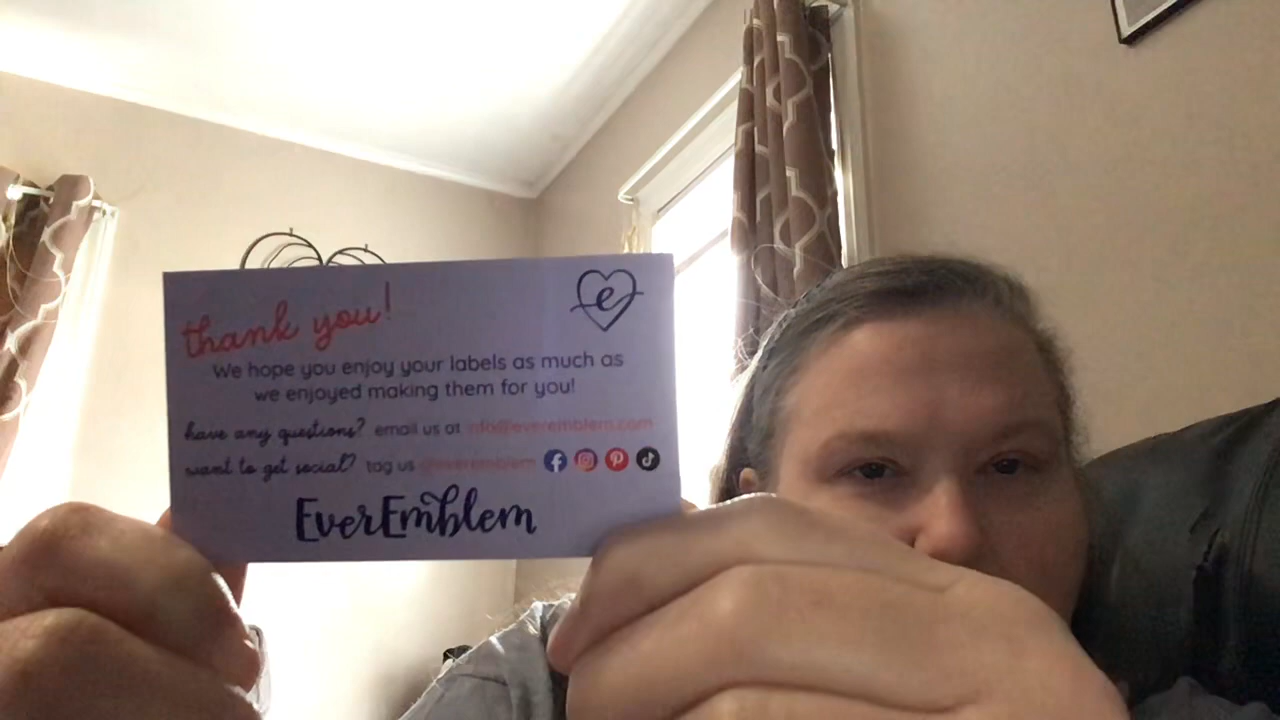 thank you!
e
We hope you enjoy your labels as much as
we enjoyed making them for you!
have any questions? email us at info@everemblem.com
want to get social? tag us @everemblem
EverEmblem